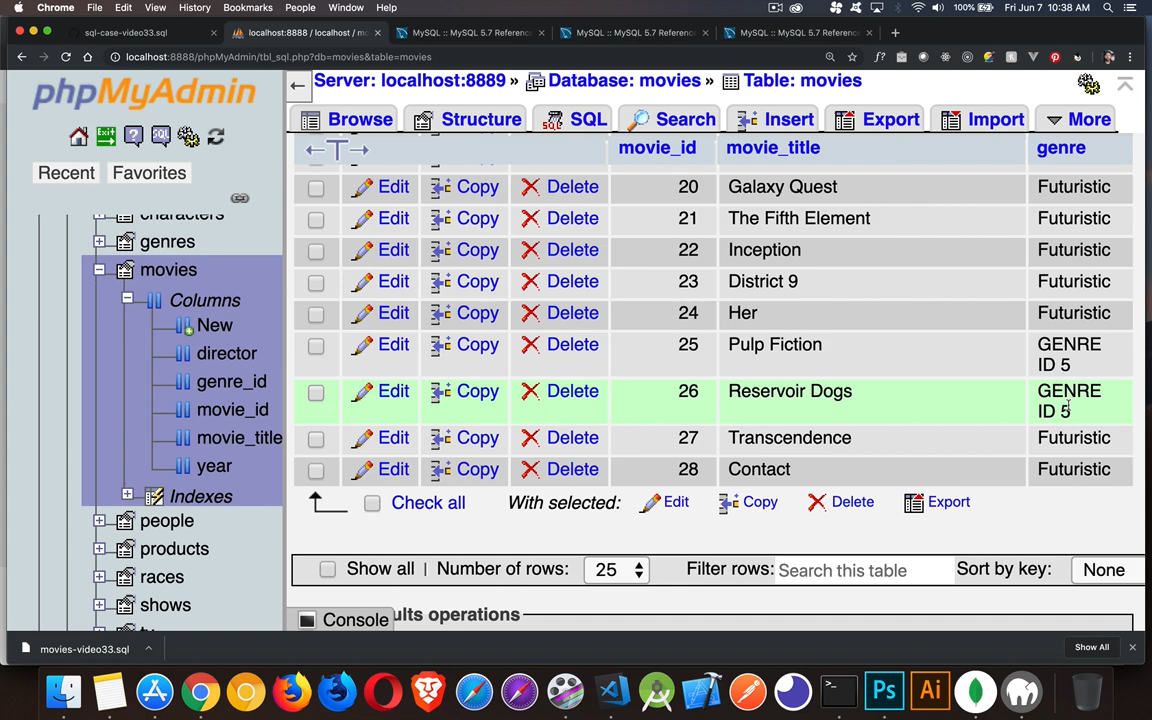 Chrome File Edit View History Bookmarks People Window Help 100% Fri Jun 7 10:38 AM
sql-case-video33.sql × localhost:8888 / localhost / mo × MySQL :: MySQL 5.7 Referenc × MySQL :: MySQL 5.7 Referenc × MySQL :: MySQL 5.7 Referenc × +
localhost:8888/phpMyAdmin/tbl_sql.php?db=movies&table=movies
phpMyAdmin
Recent Favorites
characters
genres
movies
Columns
New
director
genre_id
movie_id
movie_title
year
Indexes
people
products
races
shows
Server: localhost:8889 » Database: movies » Table: movies
Browse Structure SQL Search Insert Export Import More
movie_id movie_title genre
Edit Copy Delete 20 Galaxy Quest Futuristic
Edit Copy Delete 21 The Fifth Element Futuristic
Edit Copy Delete 22 Inception Futuristic
Edit Copy Delete 23 District 9 Futuristic
Edit Copy Delete 24 Her Futuristic
Edit Copy Delete 25 Pulp Fiction GENRE
ID 5
Edit Copy Delete 26 Reservoir Dogs GENRE
ID 5
Edit Copy Delete 27 Transcendence Futuristic
Edit Copy Delete 28 Contact Futuristic
Check all With selected: Edit Copy Delete Export
Show all | Number of rows: 25 Filter rows: Search this table Sort by key: None
Console ults operations
movies-video33.sql Show All
Ps Ai